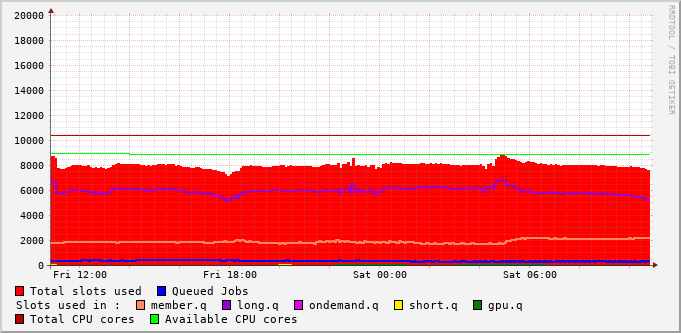 20000
18000
16000
14000
12000
10000
8000
6000
4000
2000
0
Fri 12:00 Fri 18:00 Sat 00:00 Sat 06:00
Total slots used Queued Jobs
Slots used in : member.q long.q ondemand.q short.q gpu.q
Total CPU cores Available CPU cores
RRDTOOL / TOBI OETIKER